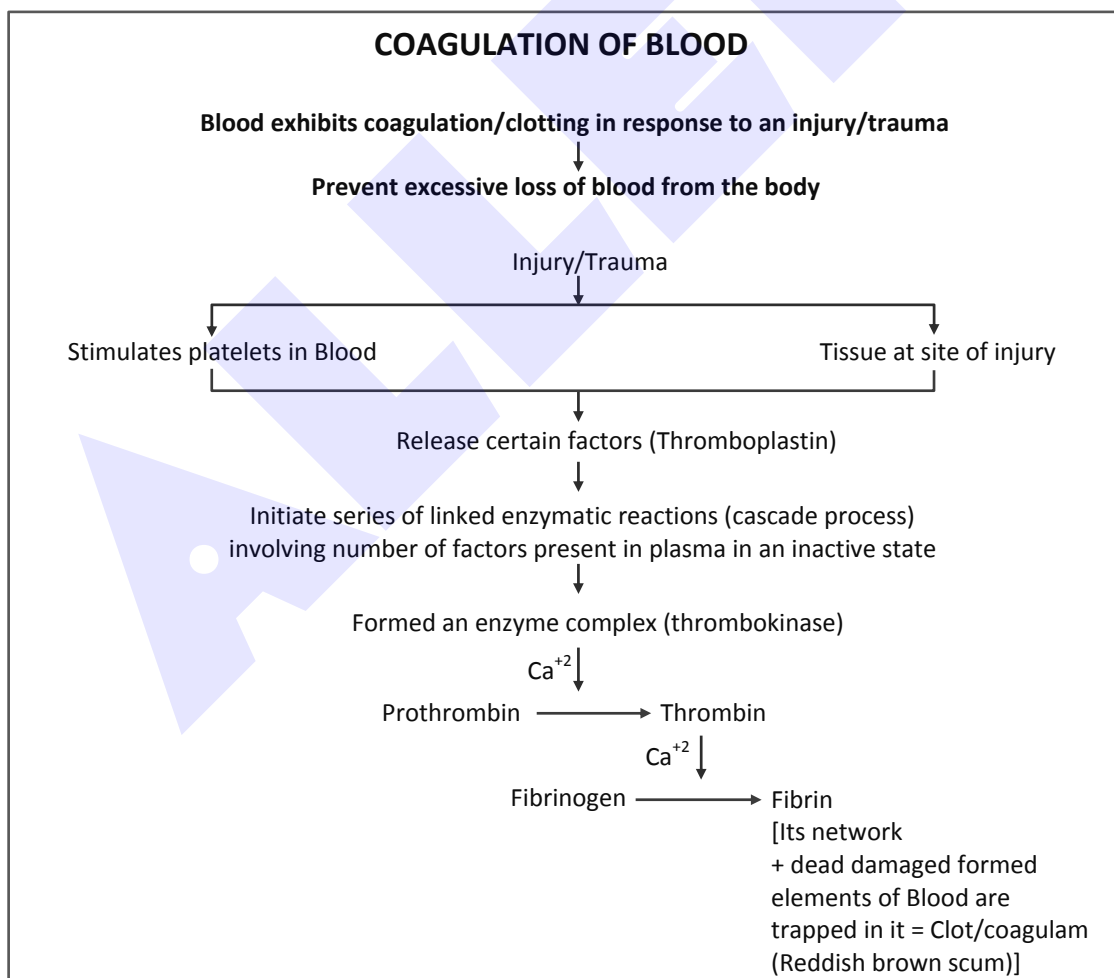 COAGULATION OF BLOOD
Blood exhibits coagulation/clotting in response to an injury/trauma
Prevent excessive loss of blood from the body
Injury/Trauma
Stimulates platelets in Blood
Tissue at site of injury
Release certain factors (Thromboplastin)
Initiate series of linked enzymatic reactions (cascade process)
involving number of factors present in plasma in an inactive state
Formed an enzyme complex (thrombokinase)
Ca⁺²
Prothrombin
Thrombin
Ca⁺²
Fibrinogen
Fibrin
[Its network
+ dead damaged formed
elements of Blood are
trapped in it = Clot/coagulam
(Reddish brown scum)]